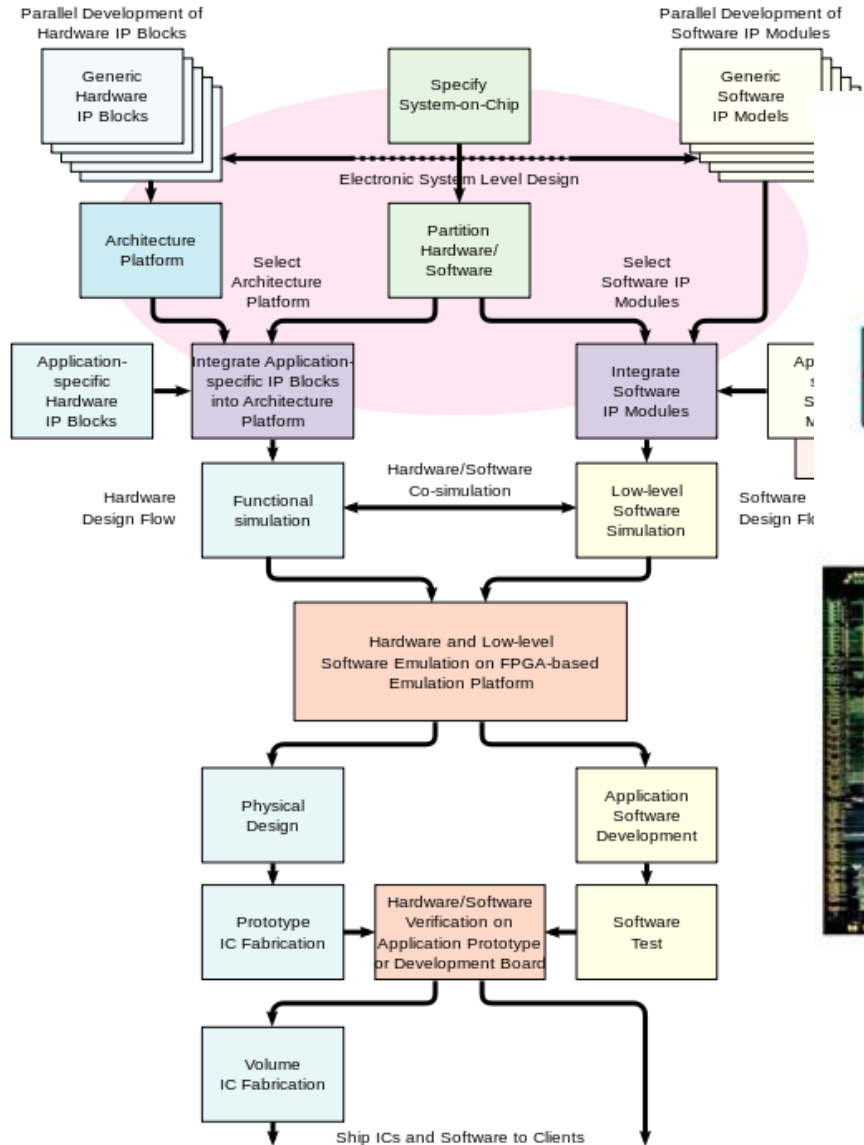 Parallel Development of
Hardware IP Blocks
Parallel Development of
Software IP Modules
Generic
Hardware
IP Blocks
Specify
System-on-Chip
Generic
Software
IP Models
Electronic System Level Design
Architecture
Platform
Select
Architecture
Platform
Partition
Hardware/
Software
Select
Software IP
Modules
Application-
specific
Hardware
IP Blocks
Integrate Application-
specific IP Blocks
into Architecture
Platform
Integrate
Software
IP Modules
Hardware
Design Flow
Functional
simulation
Hardware/Software
Co-simulation
Low-level
Software
Simulation
Software
Design
Hardware and Low-level
Software Emulation on FPGA-based
Emulation Platform
Physical
Design
Application
Software
Development
Prototype
IC Fabrication
Hardware/Software
Verification on
Application Prototype
or Development Board
Software
Test
Volume
IC Fabrication
Ship ICs and Software to Clients